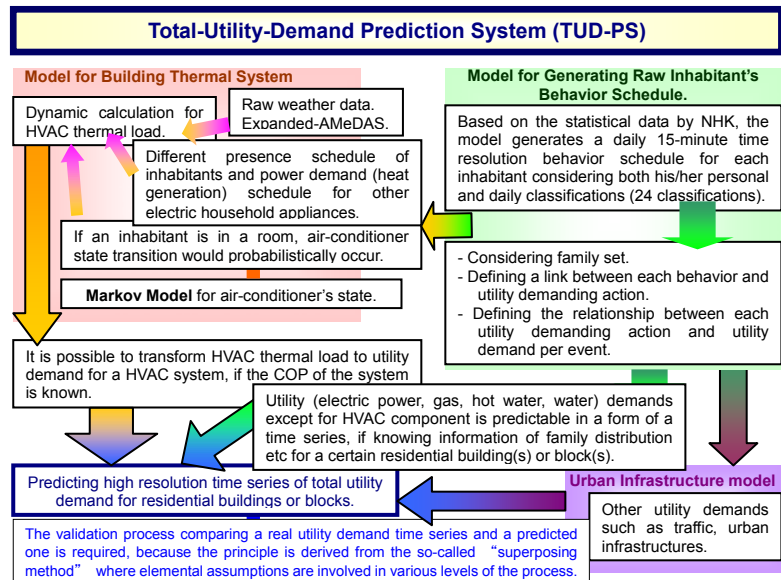 Total-Utility-Demand Prediction System (TUD-PS)
Model for Building Thermal System
Dynamic calculation for
HVAC thermal load.
Raw weather data.
Expanded-AMeDAS.
Different presence schedule of
inhabitants and power demand (heat
generation) schedule for other
electric household appliances.
If an inhabitant is in a room, air-conditioner
state transition would probabilistically occur.
Markov Model for air-conditioner's state.
Model for Generating Raw Inhabitant's
Behavior Schedule.
Based on the statistical data by NHK, the
model generates a daily 15-minute time
resolution behavior schedule for each
inhabitant considering both his/her personal
and daily classifications (24 classifications).
- Considering family set.
- Defining a link between each behavior and
utility demanding action.
- Defining the relationship between each
utility demanding action and utility
demand per event.
It is possible to transform HVAC thermal load to utility
demand for a HVAC system, if the COP of the system
is known.
Utility (electric power, gas, hot water, water) demands
except for HVAC component is predictable in a form of a
time series, if knowing information of family distribution
etc for a certain residential building(s) or block(s).
Predicting high resolution time series of total utility
demand for residential buildings or blocks.
Urban Infrastructure model
Other utility demands
such as traffic, urban
infrastructures.
The validation process comparing a real utility demand time series and a predicted
one is required, because the principle is derived from the so-called “superposing
method” where elemental assumptions are involved in various levels of the process.